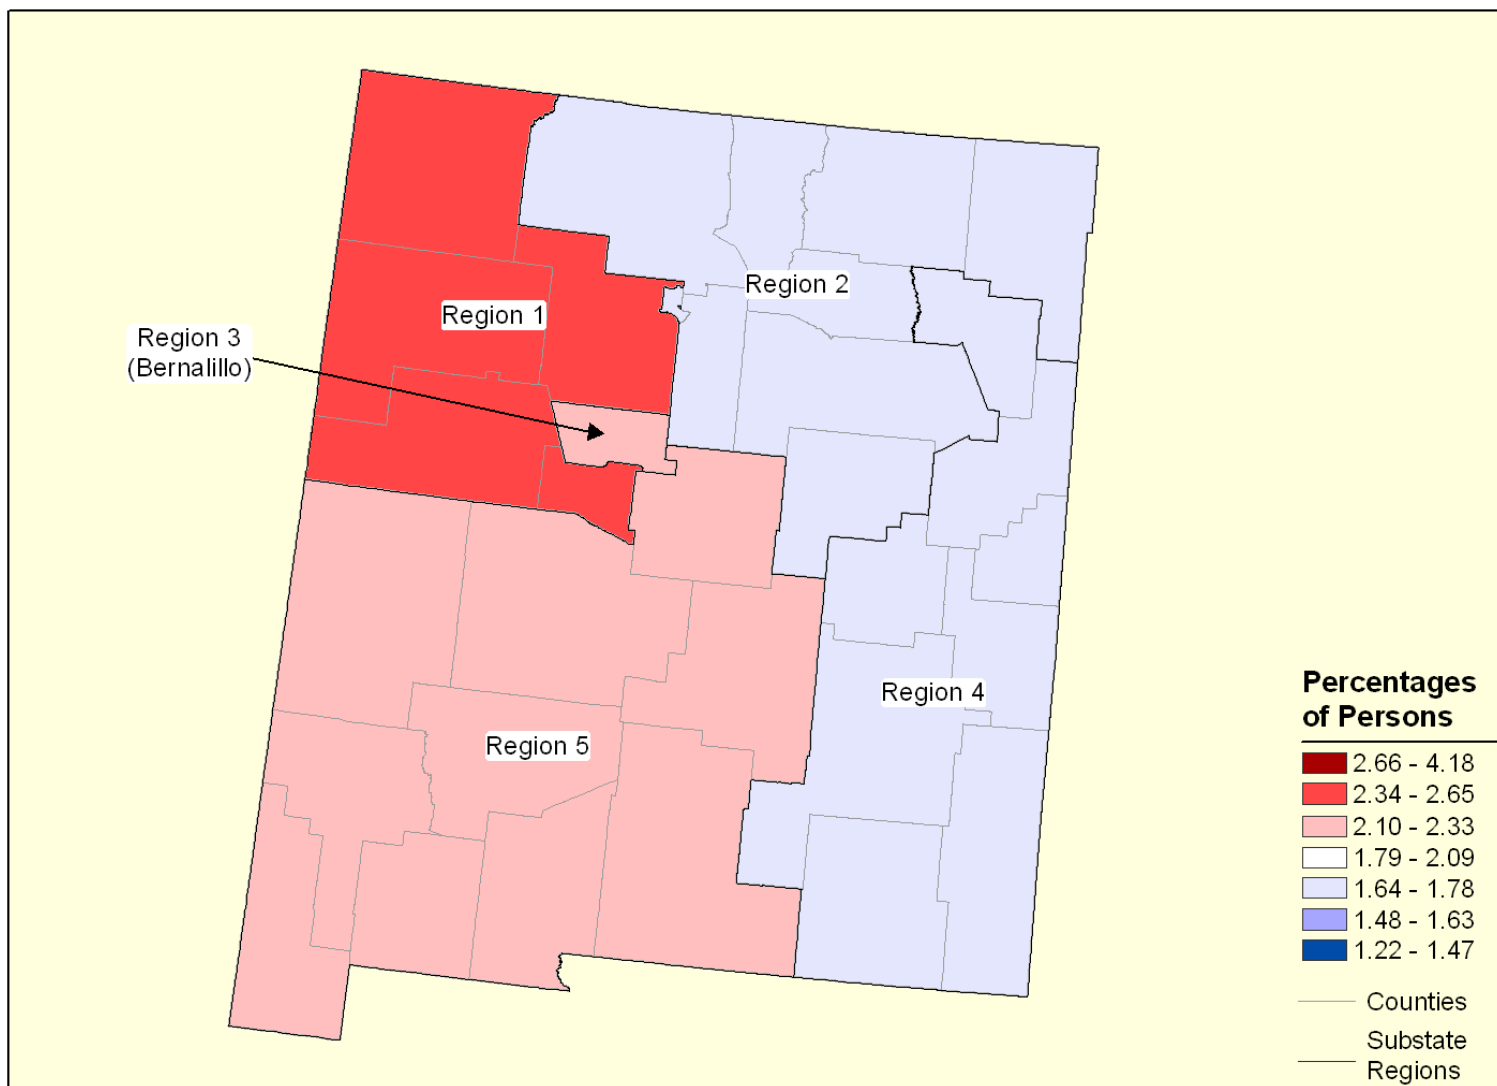 Region 1
Region 2
Region 3
(Bernalillo)
Region 4
Region 5
Percentages
of Persons
2.66 - 4.18
2.34 - 2.65
2.10 - 2.33
1.79 - 2.09
1.64 - 1.78
1.48 - 1.63
1.22 - 1.47
Counties
Substate
Regions